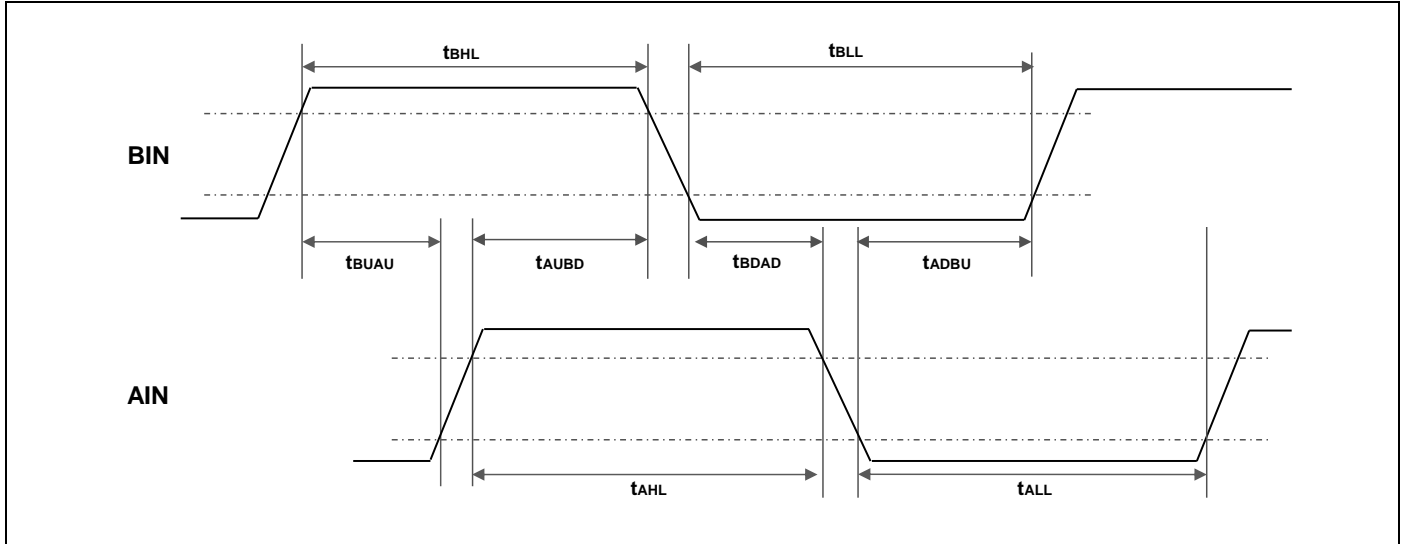 tBHL
tBLL
BIN
tBUAU
tAUBD
tBDAD
tADBU
AIN
tAHL
tALL